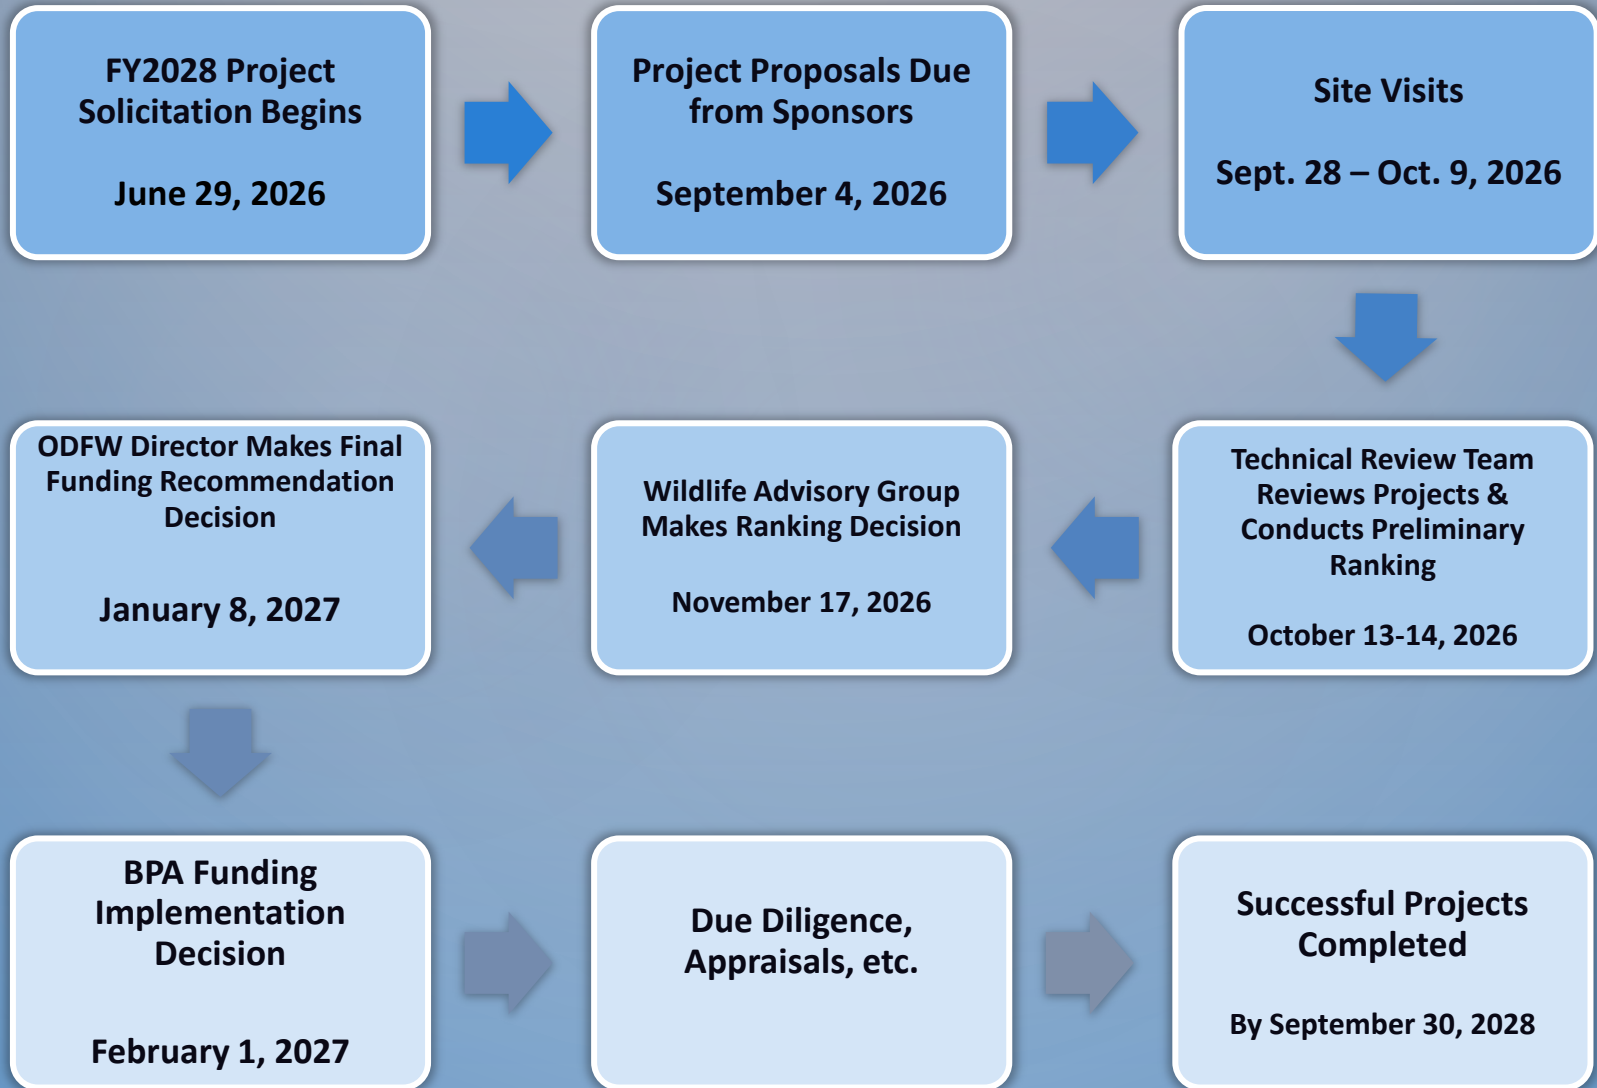 FY2028 Project
Solicitation Begins
June 29, 2026
Project Proposals Due
from Sponsors
September 4, 2026
Site Visits
Sept. 28 – Oct. 9, 2026
Technical Review Team
Reviews Projects &
Conducts Preliminary
Ranking
October 13-14, 2026
Wildlife Advisory Group
Makes Ranking Decision
November 17, 2026
ODFW Director Makes Final
Funding Recommendation
Decision
January 8, 2027
BPA Funding
Implementation
Decision
February 1, 2027
Due Diligence,
Appraisals, etc.
Successful Projects
Completed
By September 30, 2028